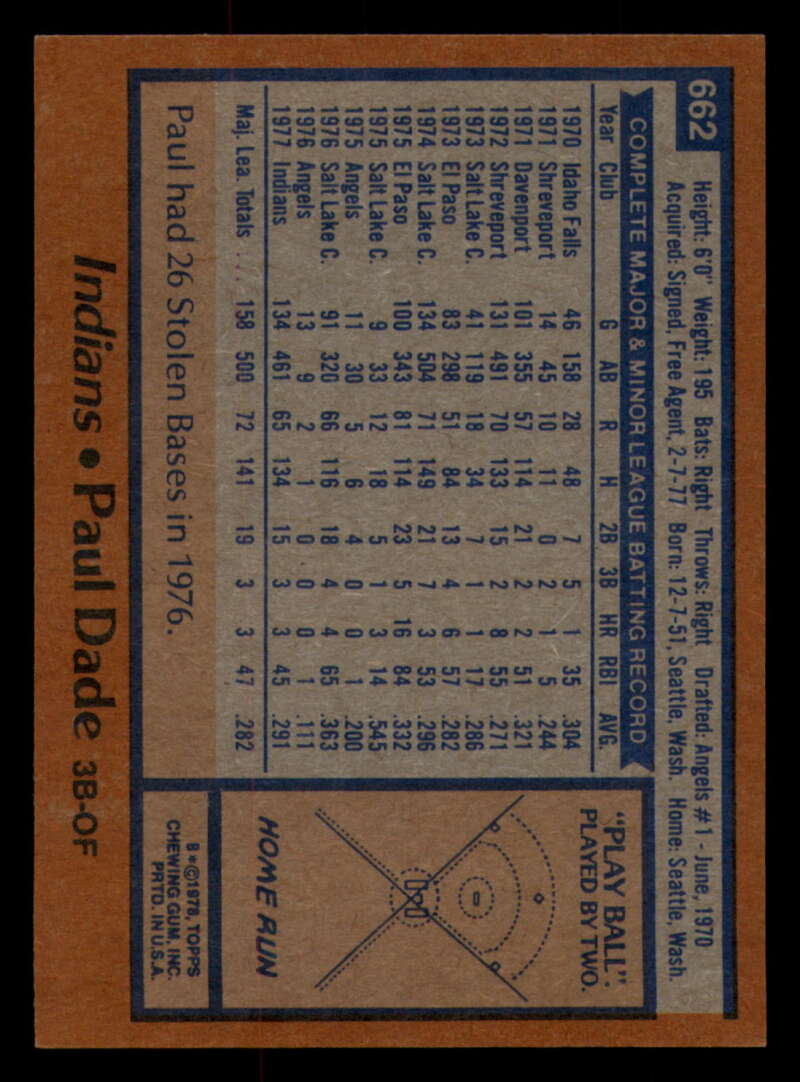 662
Height: 6'0" Weight: 195 Bats: Right Throws: Right Drafted: Angels #1 - June, 1970
Acquired: Signed, Free Agent, 2-7-77 Born: 12-7-51, Seattle, Wash. Home: Seattle, Wash.
COMPLETE MAJOR & MINOR LEAGUE BATTING RECORD
Year Club G AB R H 2B 3B HR RBI AVG.
1970 Idaho Falls 46 158 28 48 7 5 1 35 .304
1971 Shreveport 14 45 10 11 0 2 1 5 .244
1971 Davenport 101 355 57 114 21 2 2 51 .321
1972 Shreveport 131 491 70 133 15 2 8 55 .271
1973 Salt Lake C. 41 119 18 34 7 1 1 17 .286
1973 El Paso 83 298 51 84 13 4 6 57 .282
1974 Salt Lake C. 134 504 71 149 21 7 3 53 .296
1975 El Paso 100 343 81 114 23 5 16 84 .332
1975 Salt Lake C. 9 33 12 18 5 1 3 14 .545
1975 Angels 11 30 5 6 4 0 0 1 .200
1976 Salt Lake C. 91 320 66 116 18 4 4 65 .363
1976 Angels 13 9 2 1 0 0 0 1 .111
1977 Indians 134 461 65 134 15 3 3 45 .291
Maj. Lea. Totals ... 158 500 72 141 19 3 3 47 .282
Paul had 26 Stolen Bases in 1976.
"PLAY BALL":
PLAYED BY TWO.
HOME RUN
B*©1978, TOPPS
CHEWING GUM, INC.
PRTD. IN U.S.A.
Indians • Paul Dade 3B-OF